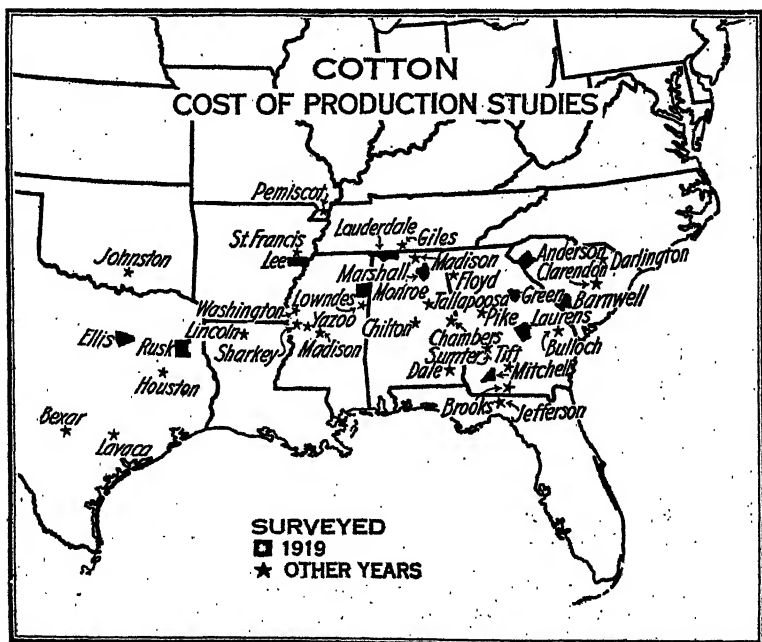 COTTON
COST OF PRODUCTION STUDIES
Pemiscot
Lauderdale
Giles
St. Francis
Lee
Madison
Marshall
Floyd
Anderson
Clarendon
Darlington
Johnston
Monroe
Tallapoosa
Green
Barnwell
Washington
Lowndes
Yazoo
Chilton
Pike
Laurens
Ellis
Rusk
Lincoln
Sharkey
Madison
Chambers
Bulloch
Sumter
Tift
Houston
Dale
Mitchell
Brooks
Jefferson
Bexar
Lavaca
SURVEYED
1919
OTHER YEARS